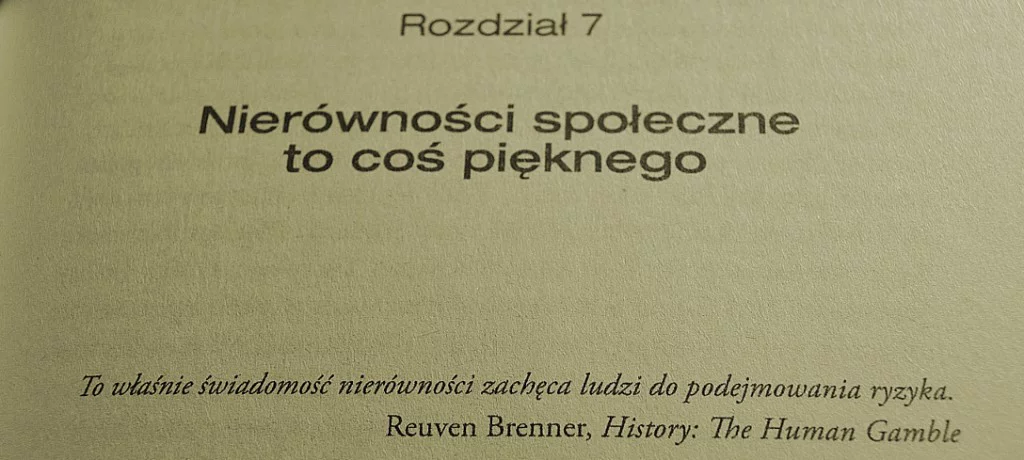 Rozdział 7
Nierówności społeczne
to coś pięknego
To właśnie świadomość nierówności zachęca ludzi do podejmowania ryzyka.
Reuven Brenner, History: The Human Gamble